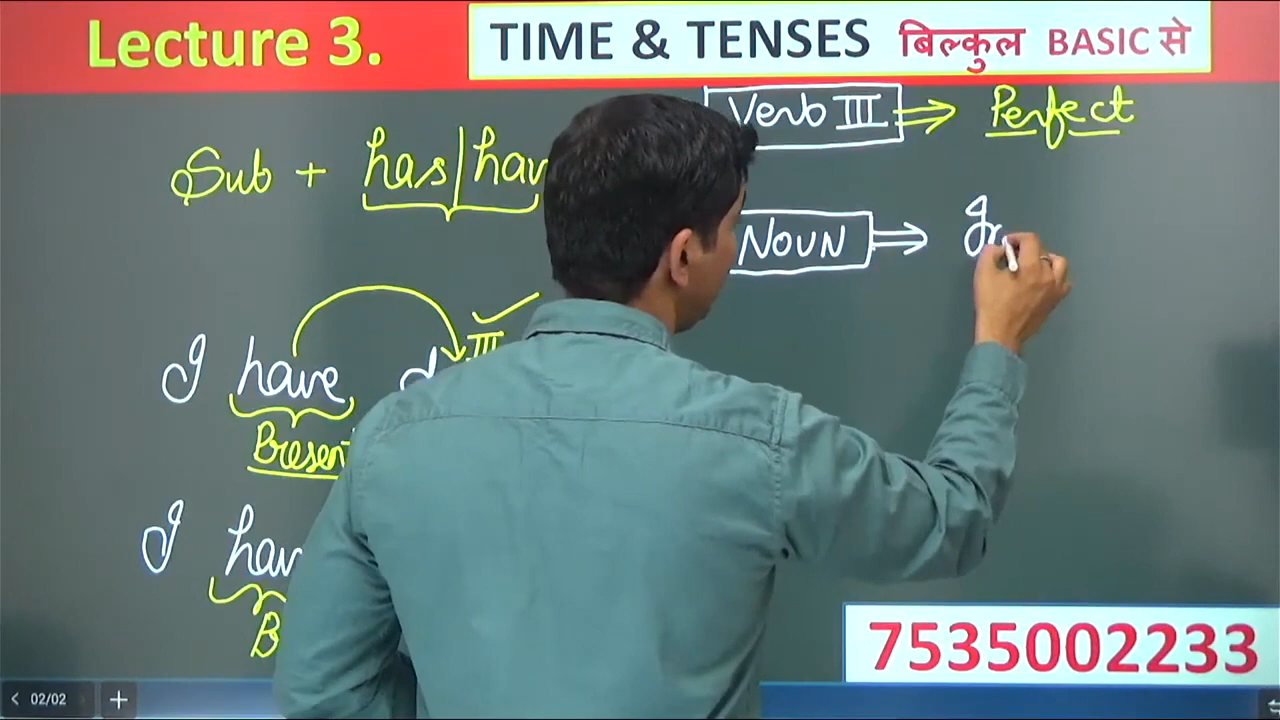 Lecture 3.
TIME & TENSES बिल्कुल BASIC से
Verb III ⇒ Perfect
Sub + has|hav
NOUN ⇒
III
I have
Present
I hav
7535002233
02/02